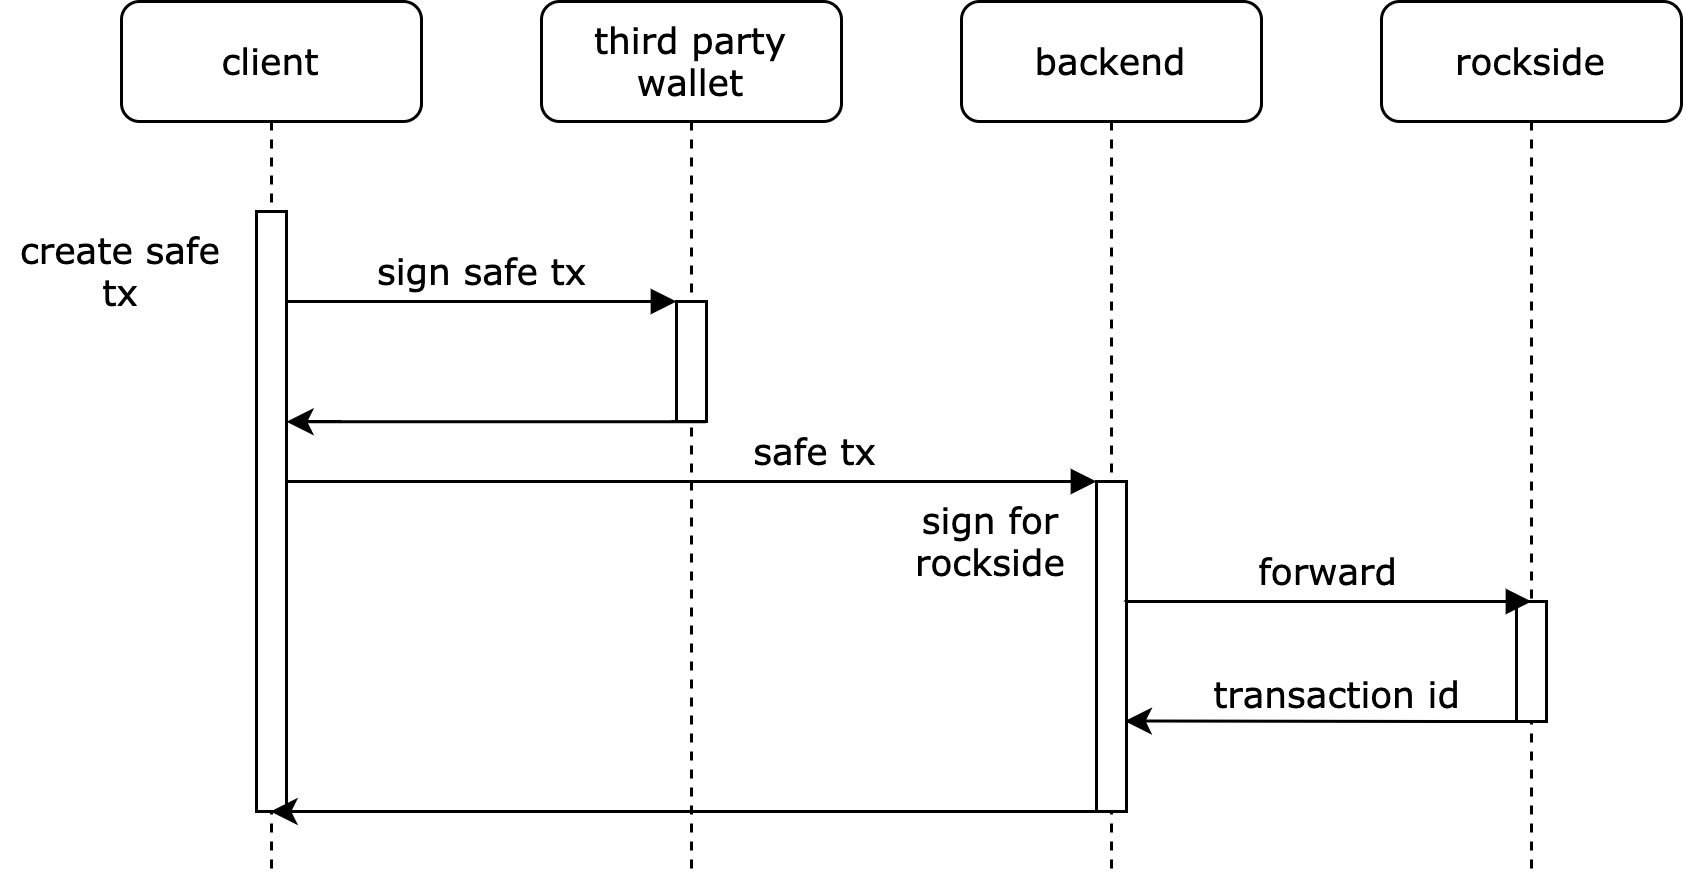 client
third party
wallet
backend
rockside
create safe
tx
sign safe tx
safe tx
sign for
rockside
forward
transaction id